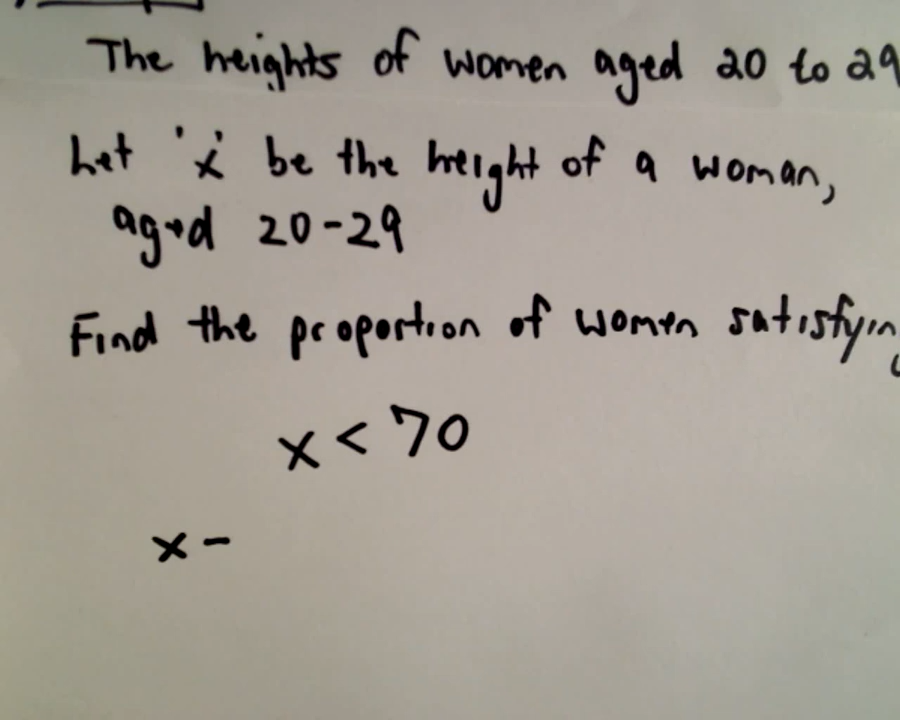 The heights of women aged 20 to 29
Let 'x' be the height of a woman,
aged 20-29
Find the proportion of women satisfying
x < 70
x -